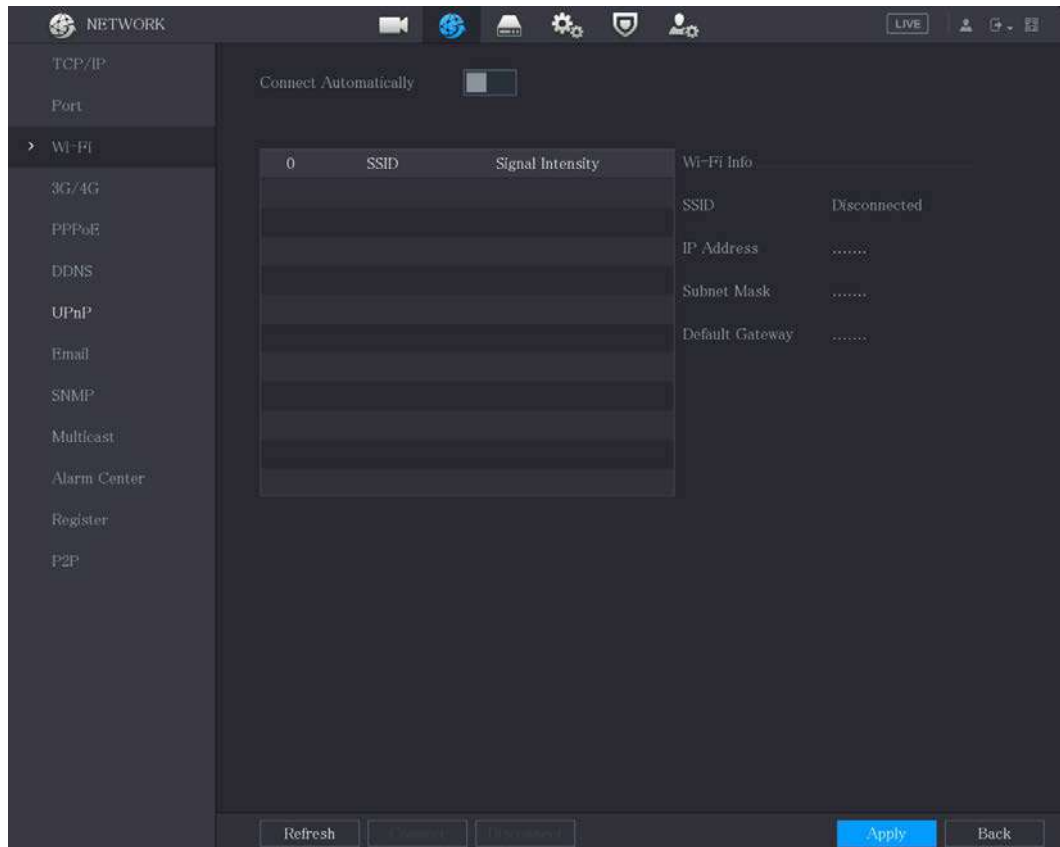 NETWORK
LIVE
TCP/IP
Port
Wi-Fi
3G/4G
PPPoE
DDNS
UPnP
Email
SNMP
Multicast
Alarm Center
Register
P2P
Connect Automatically
0 SSID Signal Intensity
Wi-Fi Info
SSID Disconnected
IP Address .......
Subnet Mask .......
Default Gateway .......
Refresh Connect Disconnect Apply Back